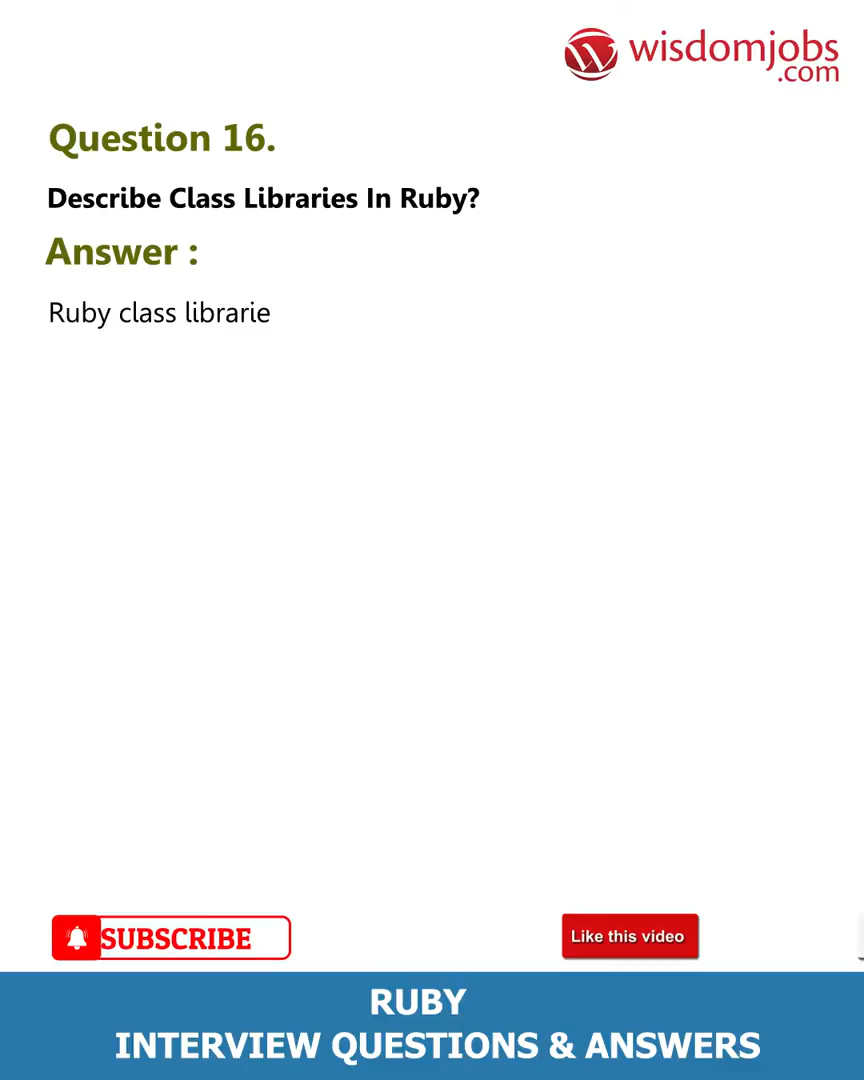 wisdomjobs
.com
Question 16.
Describe Class Libraries In Ruby?
Answer :
Ruby class librarie
SUBSCRIBE
Like this video
RUBY
INTERVIEW QUESTIONS & ANSWERS